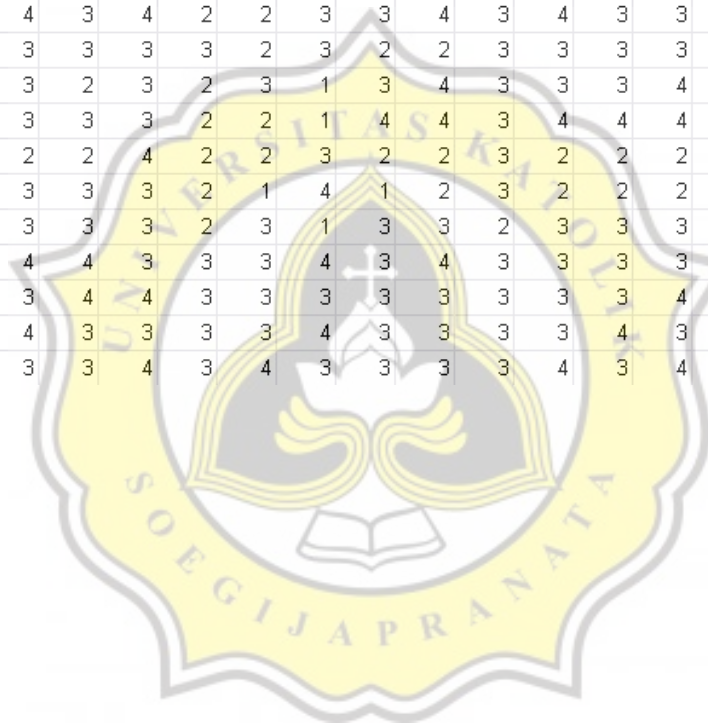 4 3 4 2 2 3 3 4 3 4 3 3
3 3 3 3 2 3 2 2 3 3 3 3
3 2 3 2 3 1 3 4 3 3 3 4
3 3 3 2 2 1 4 4 3 4 4 4
2 2 4 2 2 3 2 2 3 2 2 2
3 3 3 2 1 4 1 2 3 2 2 2
3 3 3 2 3 1 3 3 2 3 3 3
4 4 3 3 3 4 3 4 3 3 3 3
3 4 4 3 3 3 3 3 3 3 3 4
4 3 3 3 3 4 3 3 3 3 4 3
3 3 4 3 4 3 3 3 3 4 3 4
UNIVERSITAS KATOLIK
SOEGIJAPRANATA